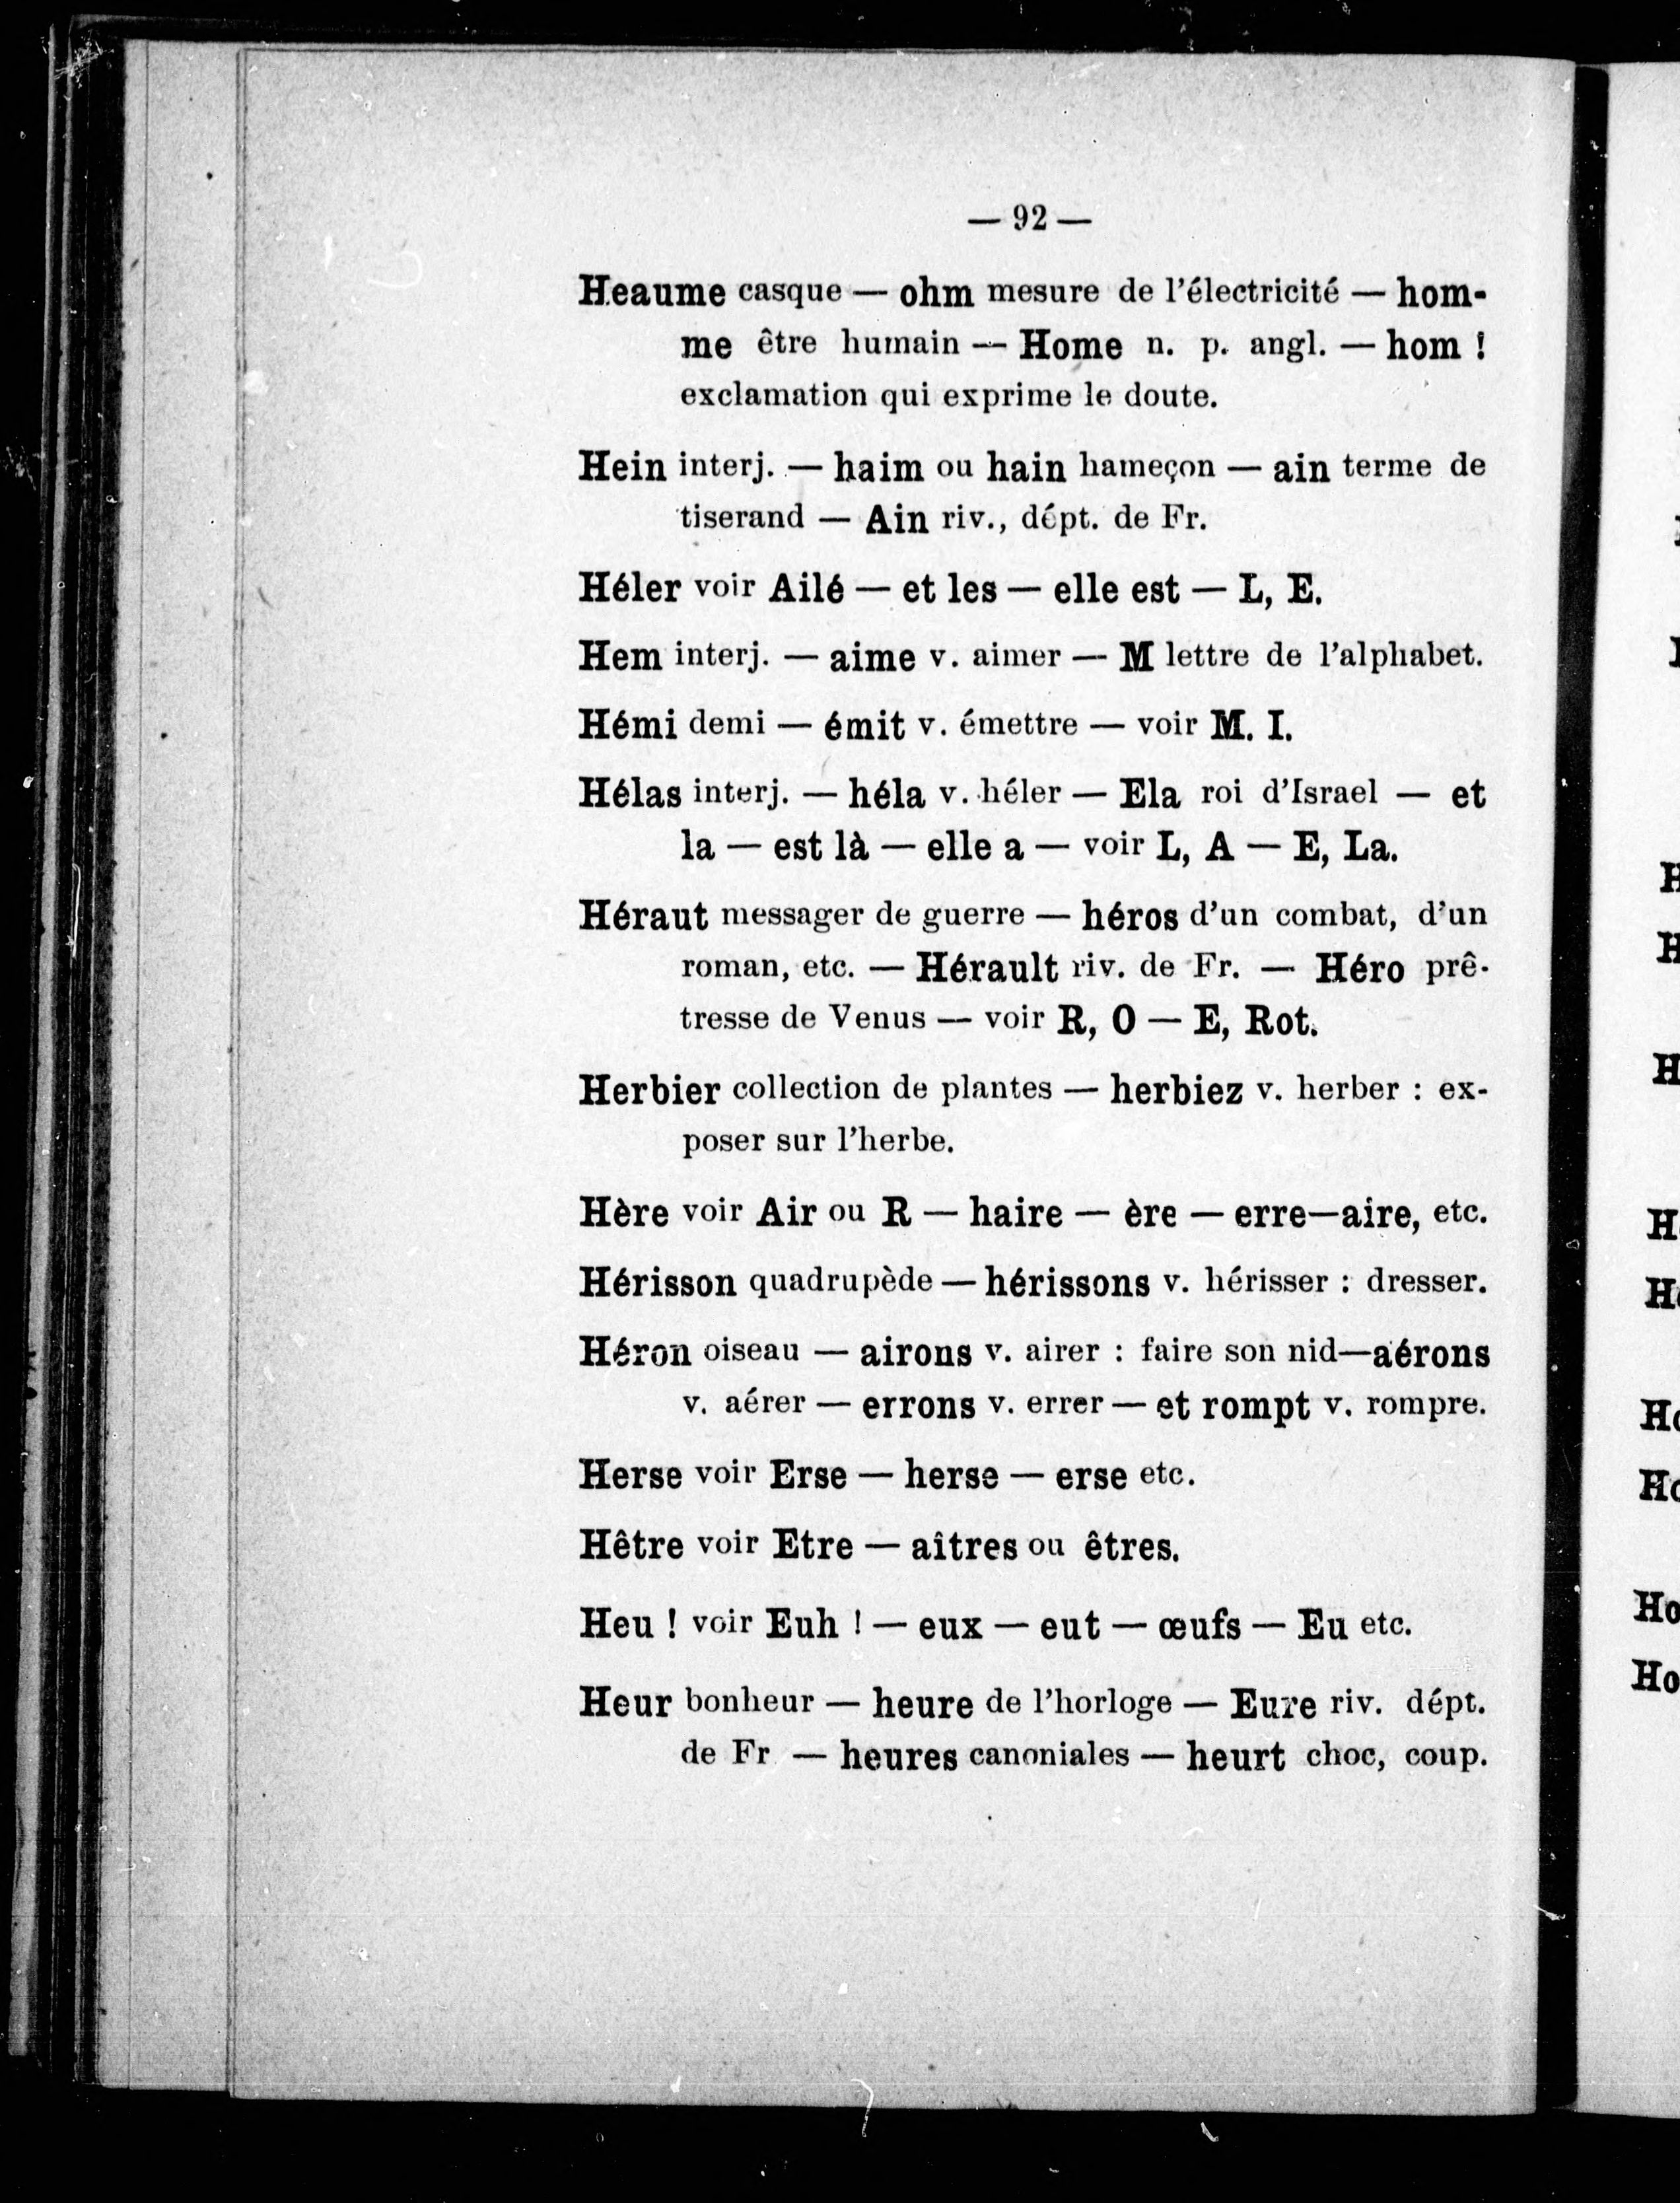 — 92 —
Heaume casque — ohm mesure de l'électricité — hom-
me être humain — Home n. p. angl. — hom !
exclamation qui exprime le doute.
Hein interj. — haim ou hain hameçon — ain terme de
tiserand — Ain riv., dépt. de Fr.
Héler voir Ailé — et les — elle est — L, E.
Hem interj. — aime v. aimer — M lettre de l'alphabet.
Hémi demi — émit v. émettre — voir M. I.
Hélas interj. — héla v. héler — Ela roi d'Israel — et
la — est là — elle a — voir L, A — E, La.
Héraut messager de guerre — héros d'un combat, d'un
roman, etc. — Hérault riv. de Fr. — Héro prê-
tresse de Venus — voir R, O — E, Rot.
Herbier collection de plantes — herbiez v. herber : ex-
poser sur l'herbe.
Hère voir Air ou R — haire — ère — erre—aire, etc.
Hérisson quadrupède — hérissons v. hérisser : dresser.
Héron oiseau — airons v. airer : faire son nid—aérons
v. aérer — errons v. errer — et rompt v. rompre.
Herse voir Erse — herse — erse etc.
Hêtre voir Etre — aîtres ou êtres.
Heu ! voir Euh ! — eux — eut — œufs — Eu etc.
Heur bonheur — heure de l'horloge — Eure riv. dépt.
de Fr — heures canoniales — heurt choc, coup.